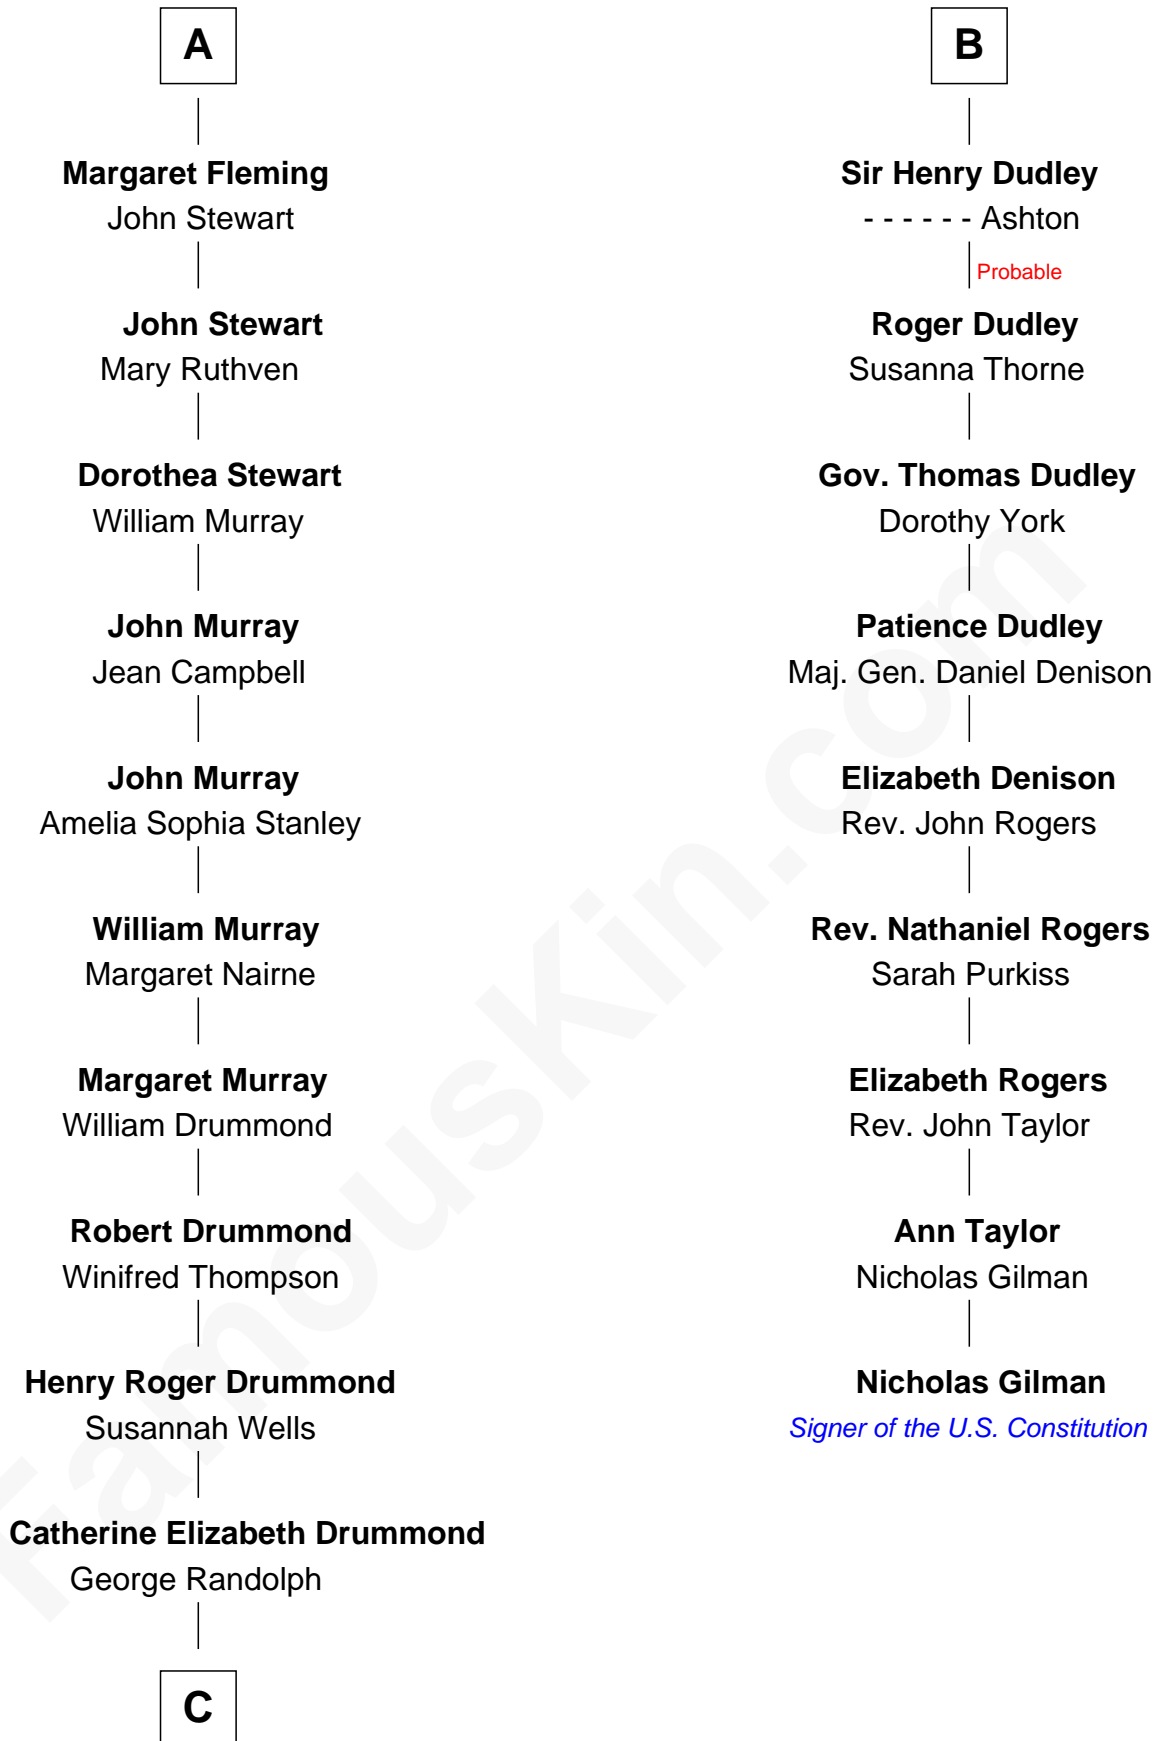 A
Margaret Fleming
John Stewart
John Stewart
Mary Ruthven
Dorothea Stewart
William Murray
John Murray
Jean Campbell
John Murray
Amelia Sophia Stanley
William Murray
Margaret Nairne
Margaret Murray
William Drummond
Robert Drummond
Winifred Thompson
Henry Roger Drummond
Susannah Wells
Catherine Elizabeth Drummond
George Randolph
C
B
Sir Henry Dudley
- - - - - - Ashton
Probable
Roger Dudley
Susanna Thorne
Gov. Thomas Dudley
Dorothy York
Patience Dudley
Maj. Gen. Daniel Denison
Elizabeth Denison
Rev. John Rogers
Rev. Nathaniel Rogers
Sarah Purkiss
Elizabeth Rogers
Rev. John Taylor
Ann Taylor
Nicholas Gilman
Nicholas Gilman
Signer of the U.S. Constitution
FamousKin.com